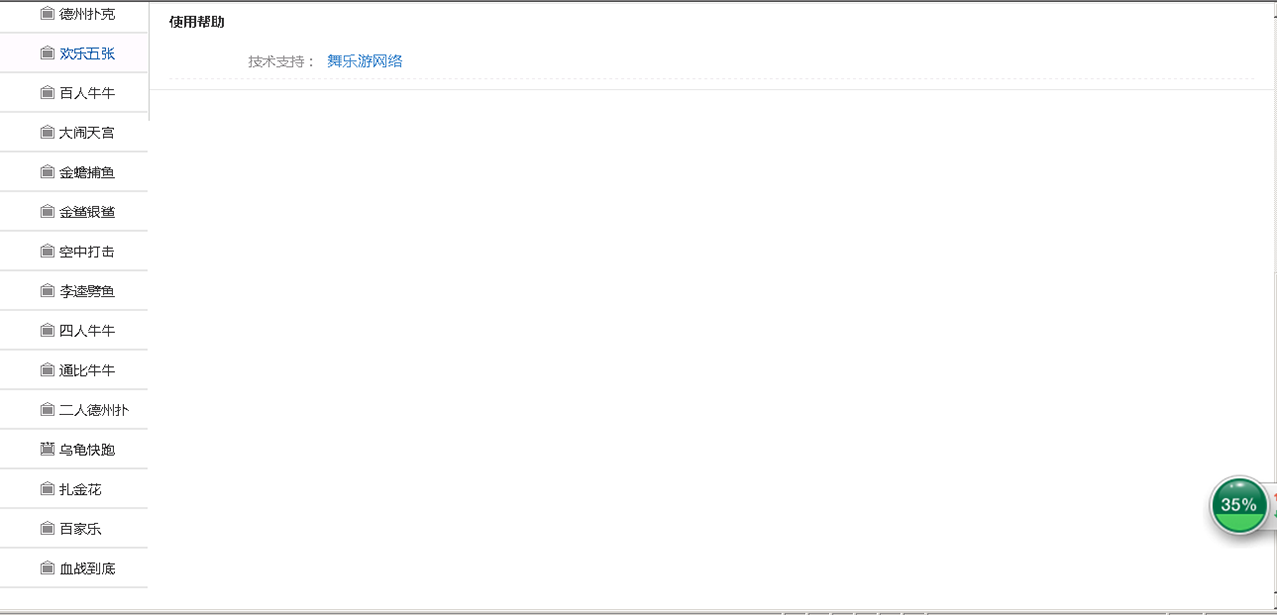 德州扑克
欢乐五张
百人牛牛
大闹天宫
金蟾捕鱼
金鲨银鲨
空中打击
李逵劈鱼
四人牛牛
通比牛牛
二人德州扑
乌龟快跑
扎金花
百家乐
血战到底
使用帮助
技术支持： 舞乐游网络
35%